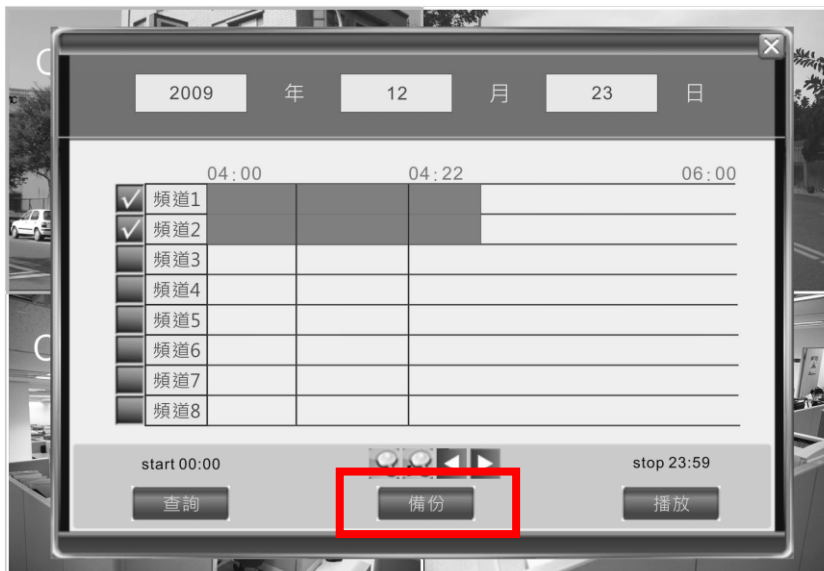 2009 年 12 月 23 日
04:00 04:22 06:00
頻道1
頻道2
頻道3
頻道4
頻道5
頻道6
頻道7
頻道8
start 00:00 stop 23:59
查詢 備份 播放